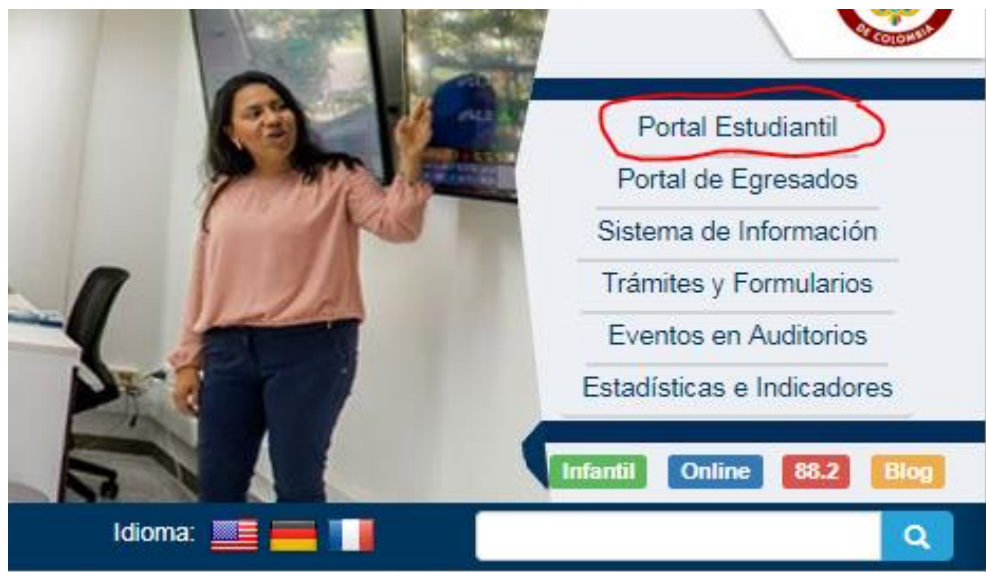 DE COLOMBIA
Portal Estudiantil
Portal de Egresados
Sistema de Información
Trámites y Formularios
Eventos en Auditorios
Estadísticas e Indicadores
Infantil Online 88.2 Blog
Idioma: